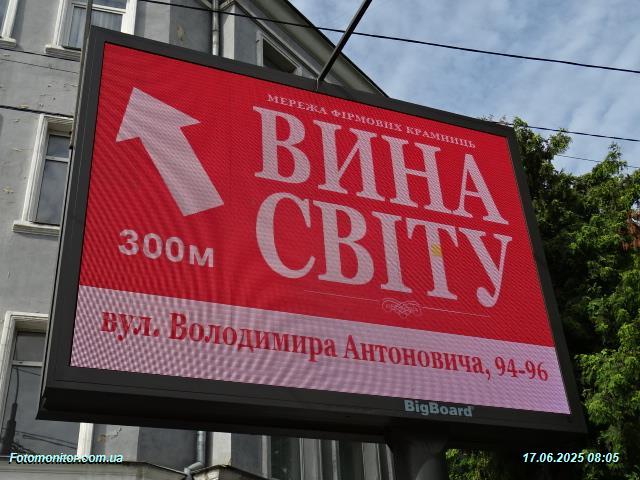 МЕРЕЖА ФІРМОВИХ КРАМНИЦЬ
ВИНА
СВІТУ
300м
вул. Володимира Антоновича, 94-96
BigBoard
Fotomonitor.com.ua
17.06.2025 08:05